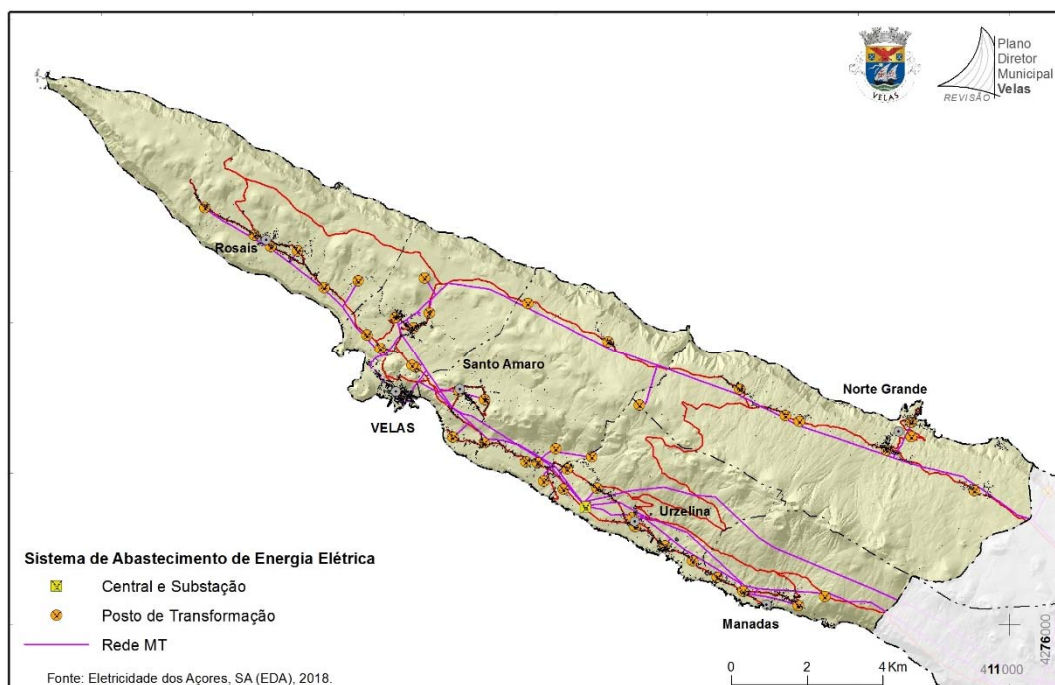 VELAS
REVISÃO
Plano
Diretor
Municipal
Velas
Rosais
Santo Amaro
VELAS
Norte Grande
Urzelina
Manadas
Sistema de Abastecimento de Energia Elétrica
Central e Substação
Posto de Transformação
Rede MT
Fonte: Eletricidade dos Açores, SA (EDA), 2018.
0 2 4 Km
411000
4276000